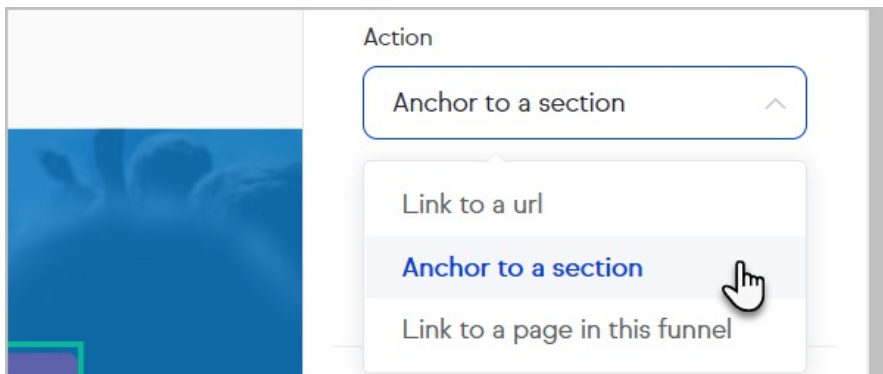 Action
Anchor to a section
Link to a url
Anchor to a section
Link to a page in this funnel